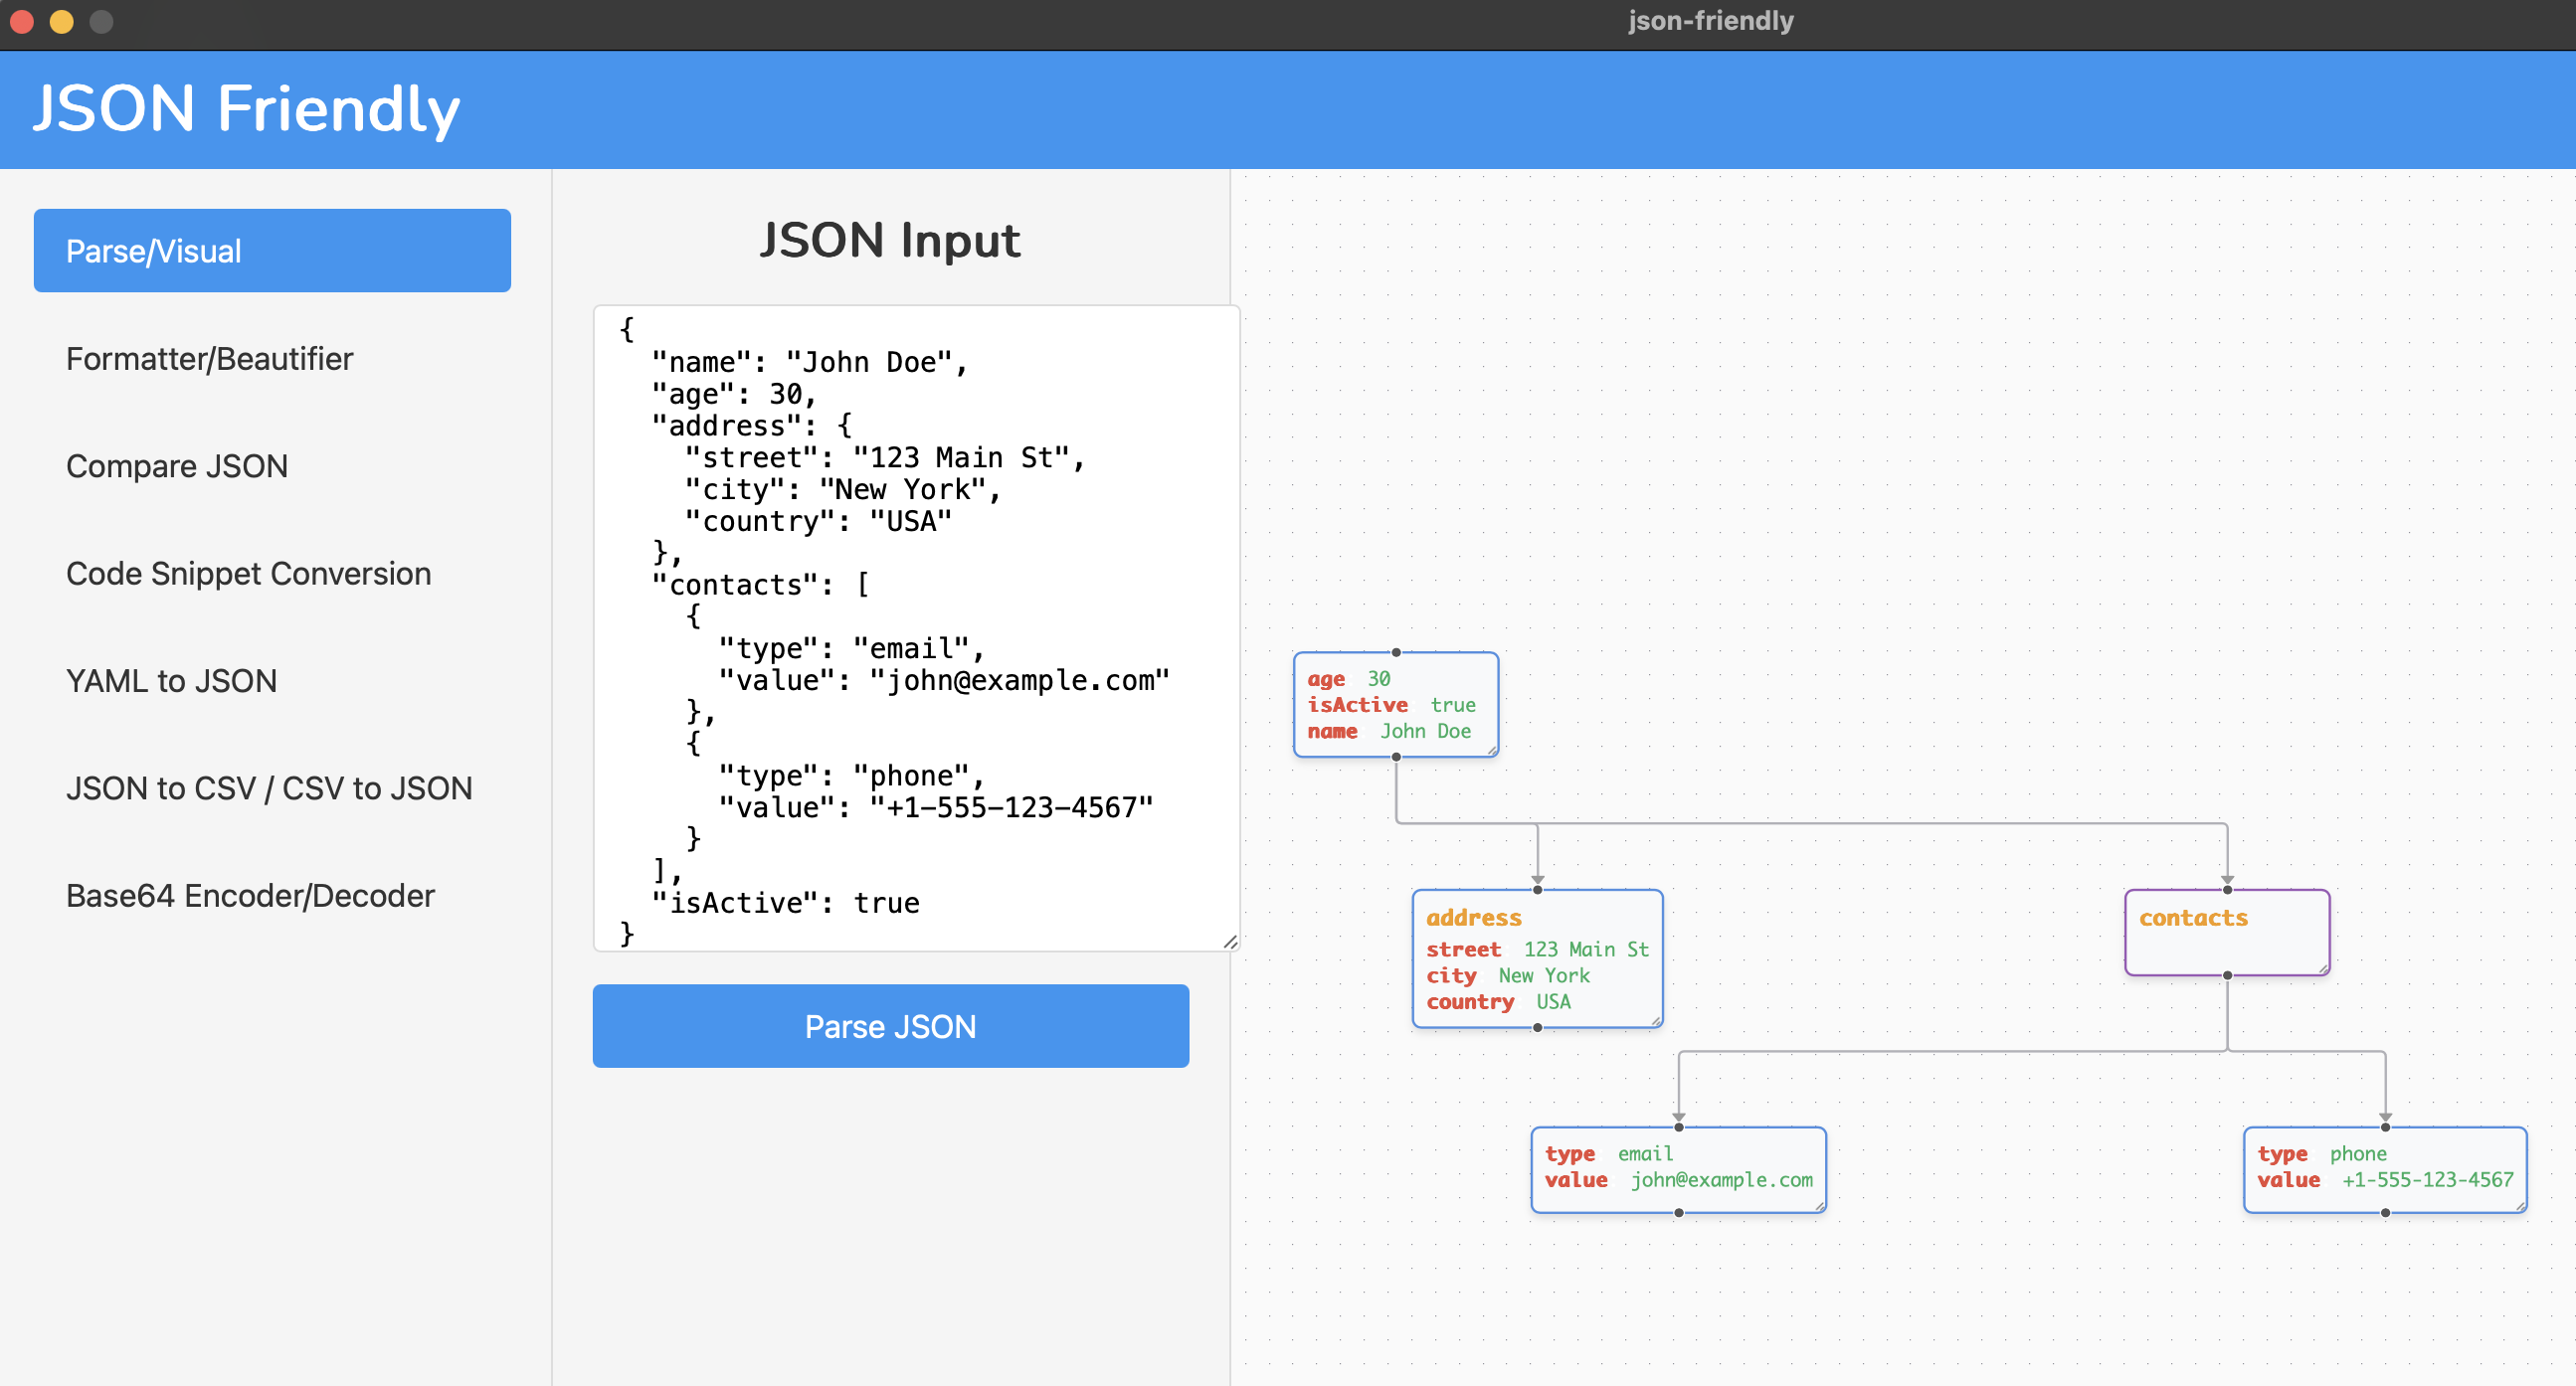 json-friendly
JSON Friendly
Parse/Visual
Formatter/Beautifier
Compare JSON
Code Snippet Conversion
YAML to JSON
JSON to CSV / CSV to JSON
Base64 Encoder/Decoder
JSON Input
{
  "name": "John Doe",
  "age": 30,
  "address": {
    "street": "123 Main St",
    "city": "New York",
    "country": "USA"
  },
  "contacts": [
    {
      "type": "email",
      "value": "john@example.com"
    },
    {
      "type": "phone",
      "value": "+1-555-123-4567"
    }
  ],
  "isActive": true
}
Parse JSON
age 30
isActive true
name John Doe
address
street 123 Main St
city New York
country USA
contacts
type email
value john@example.com
type phone
value +1-555-123-4567